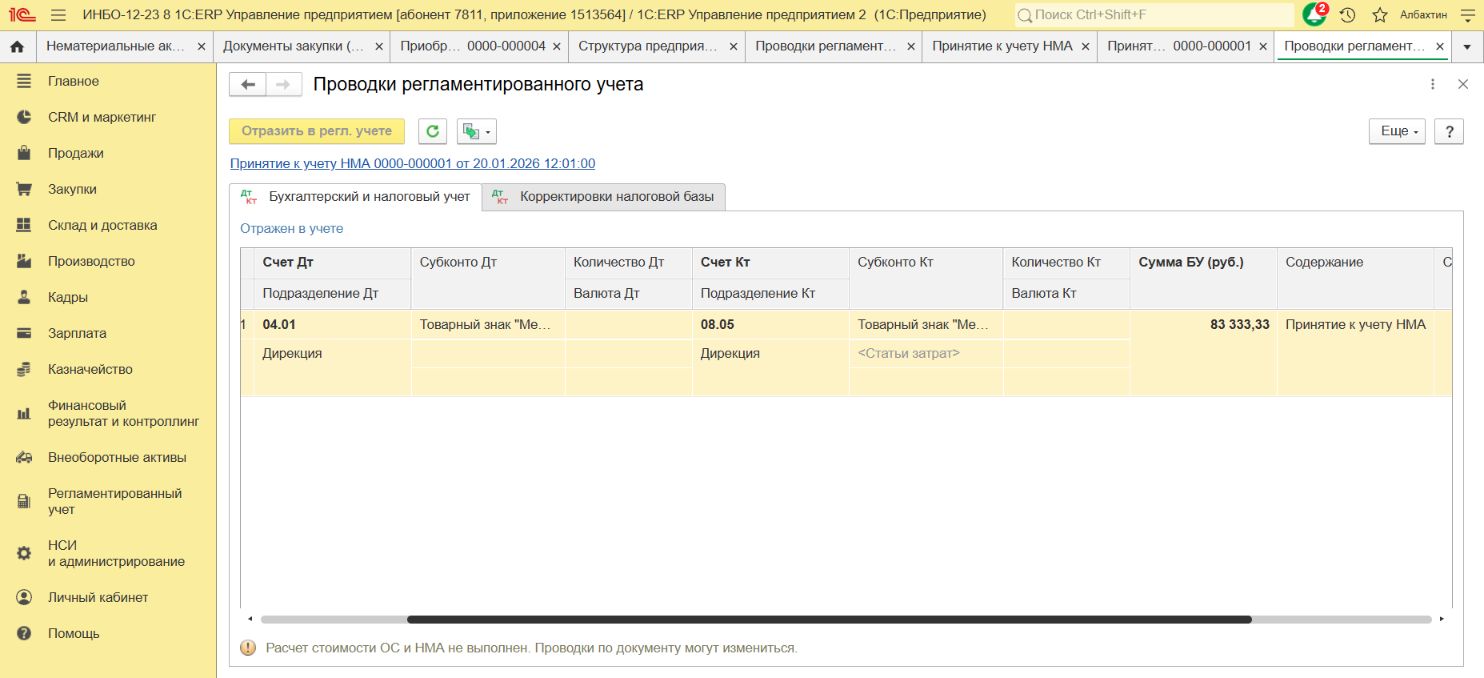 1С ИНБО-12-23 8 1С:ERP Управление предприятием [абонент 7811, приложение 1513564] / 1С:ERP Управление предприятием 2 (1С:Предприятие) Поиск Ctrl+Shift+F 2 Албахтин
Нематериальные ак... Документы закупки (... Приобр... 0000-000004 Структура предприя... Проводки регламент... Принятие к учету НМА Принят... 0000-000001 Проводки регламент...
Главное
CRM и маркетинг
Продажи
Закупки
Склад и доставка
Производство
Кадры
Зарплата
Казначейство
Финансовый
результат и контроллинг
Внеоборотные активы
Регламентированный
учет
НСИ
и администрирование
Личный кабинет
Помощь
Проводки регламентированного учета
Отразить в регл. учете Еще ?
Принятие к учету НМА 0000-000001 от 20.01.2026 12:01:00
Дт Кт Бухгалтерский и налоговый учет Дт Кт Корректировки налоговой базы
Отражен в учете
Счет Дт Субконто Дт Количество Дт Счет Кт Субконто Кт Количество Кт Сумма БУ (руб.) Содержание С
Подразделение Дт Валюта Дт Подразделение Кт Валюта Кт
1 04.01 Товарный знак "Ме... 08.05 Товарный знак "Ме... 83 333,33 Принятие к учету НМА
Дирекция Дирекция <Статьи затрат>
Расчет стоимости ОС и НМА не выполнен. Проводки по документу могут измениться.